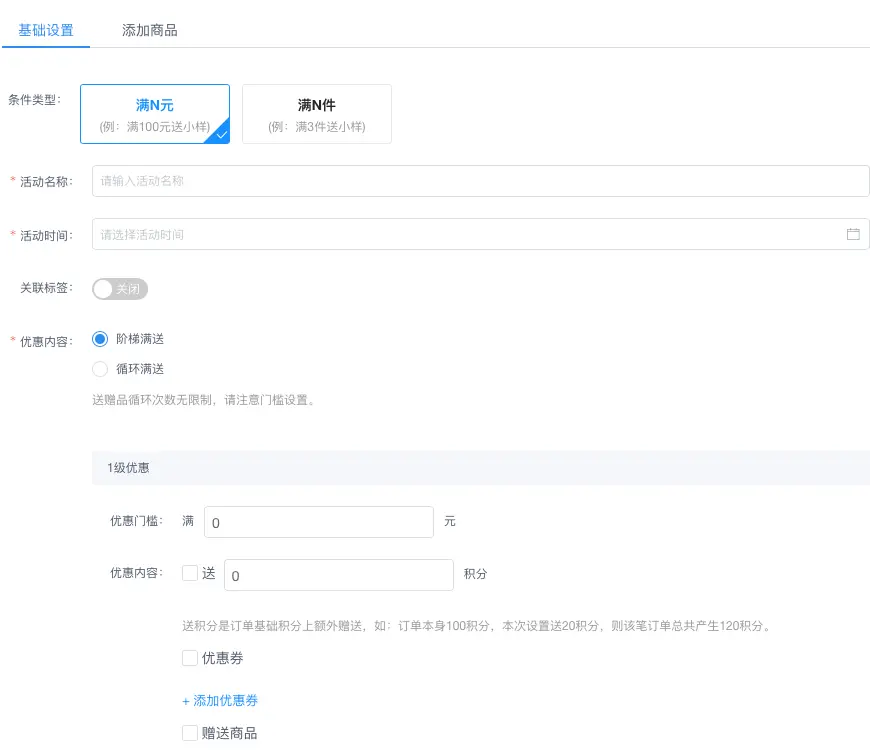 基础设置 添加商品
条件类型: 满N元 满N件
(例：满100元送小样) (例：满3件送小样)
* 活动名称: 请输入活动名称
* 活动时间: 请选择活动时间
关联标签: 关闭
* 优惠内容: 阶梯满送
循环满送
送赠品循环次数无限制，请注意门槛设置。
1级优惠
优惠门槛: 满 0 元
优惠内容: 送 0 积分
送积分是订单基础积分上额外赠送，如：订单本身100积分，本次设置送20积分，则该笔订单总共产生120积分。
优惠券
+ 添加优惠券
赠送商品